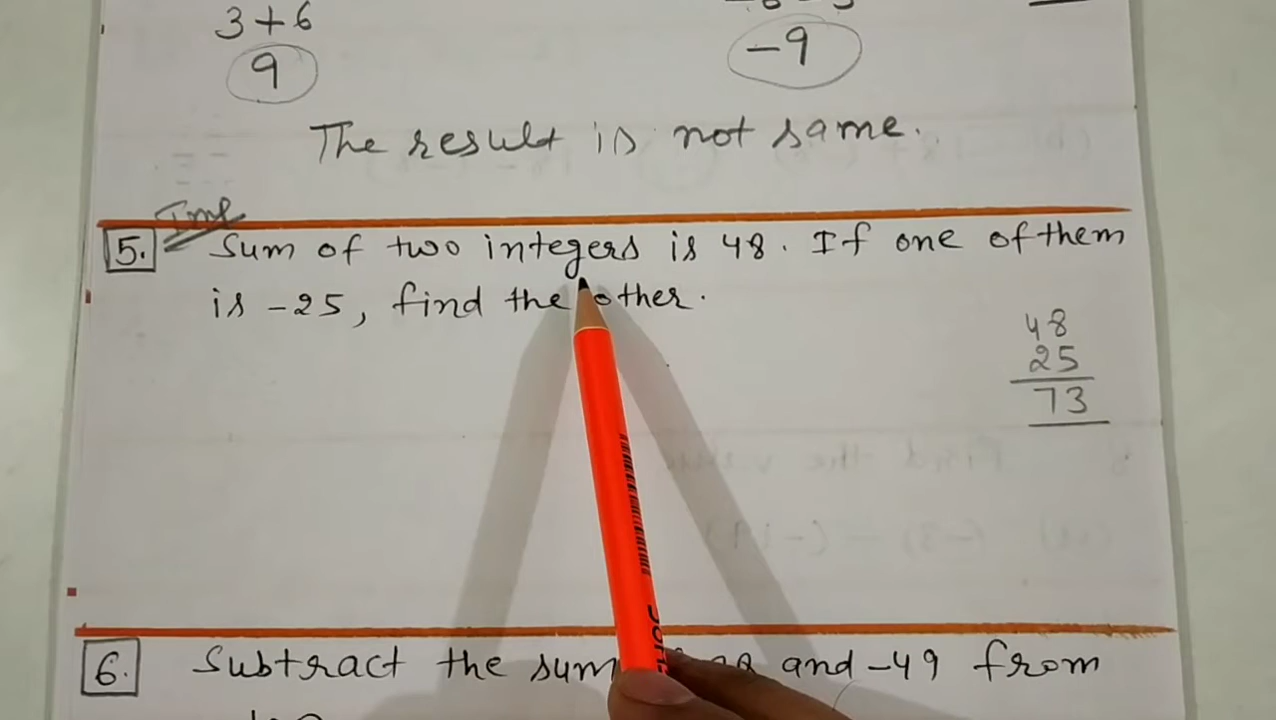 3+6
9
-9
The result is not same.
Imp
5. Sum of two integers is 48. If one of them
is -25, find the other.
48
25
73
6. Subtract the sum and -49 from